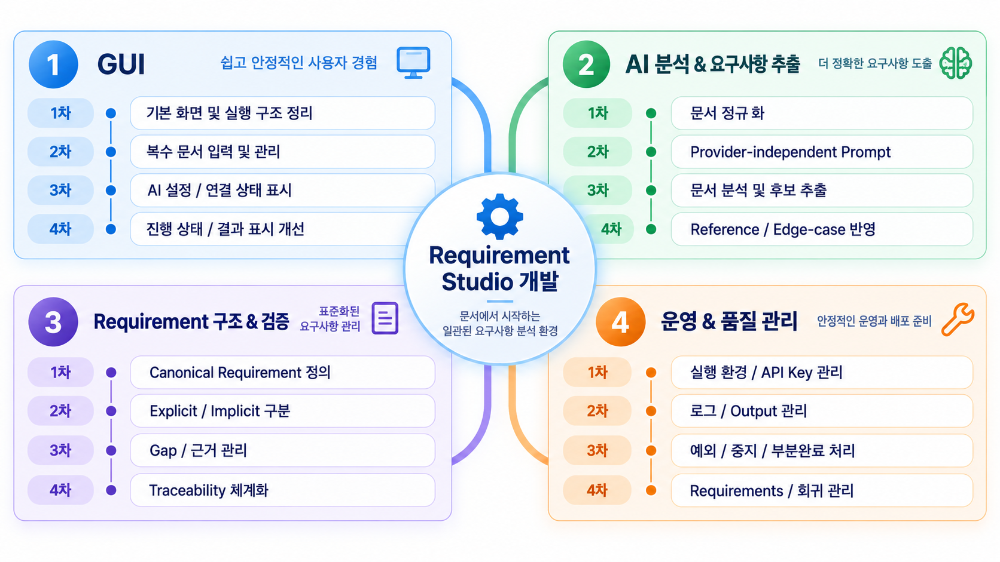 1
GUI
쉽고 안정적인 사용자 경험
1차
기본 화면 및 실행 구조 정리
2차
복수 문서 입력 및 관리
3차
AI 설정 / 연결 상태 표시
4차
진행 상태 / 결과 표시 개선
2
AI 분석 & 요구사항 추출
더 정확한 요구사항 도출
1차
문서 정규화
2차
Provider-independent Prompt
3차
문서 분석 및 후보 추출
4차
Reference / Edge-case 반영
Requirement
Studio 개발
문서에서 시작하는
일관된 요구사항 분석 환경
3
Requirement 구조 & 검증
표준화된
요구사항 관리
1차
Canonical Requirement 정의
2차
Explicit / Implicit 구분
3차
Gap / 근거 관리
4차
Traceability 체계화
4
운영 & 품질 관리
안정적인 운영과 배포 준비
1차
실행 환경 / API Key 관리
2차
로그 / Output 관리
3차
예외 / 중지 / 부분완료 처리
4차
Requirements / 회귀 관리